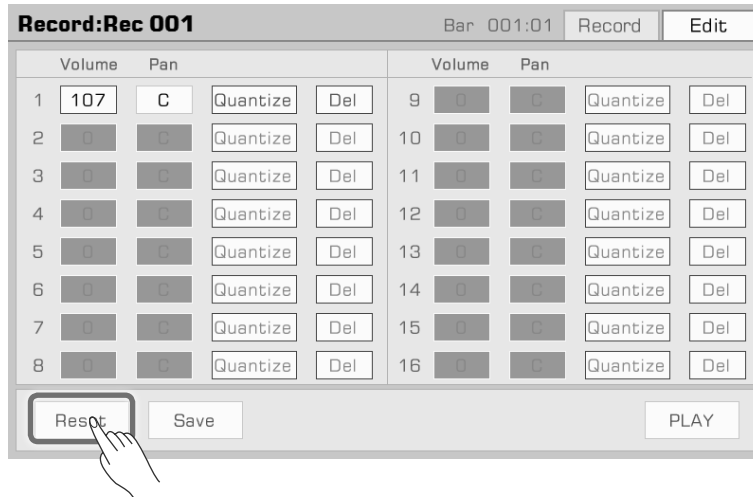 Record:Rec 001 Bar 001:01 Record Edit
Volume Pan Volume Pan
1 107 C Quantize Del 9 0 C Quantize Del
2 0 C Quantize Del 10 0 C Quantize Del
3 0 C Quantize Del 11 0 C Quantize Del
4 0 C Quantize Del 12 0 C Quantize Del
5 0 C Quantize Del 13 0 C Quantize Del
6 0 C Quantize Del 14 0 C Quantize Del
7 0 C Quantize Del 15 0 C Quantize Del
8 0 C Quantize Del 16 0 C Quantize Del
Reset Save PLAY